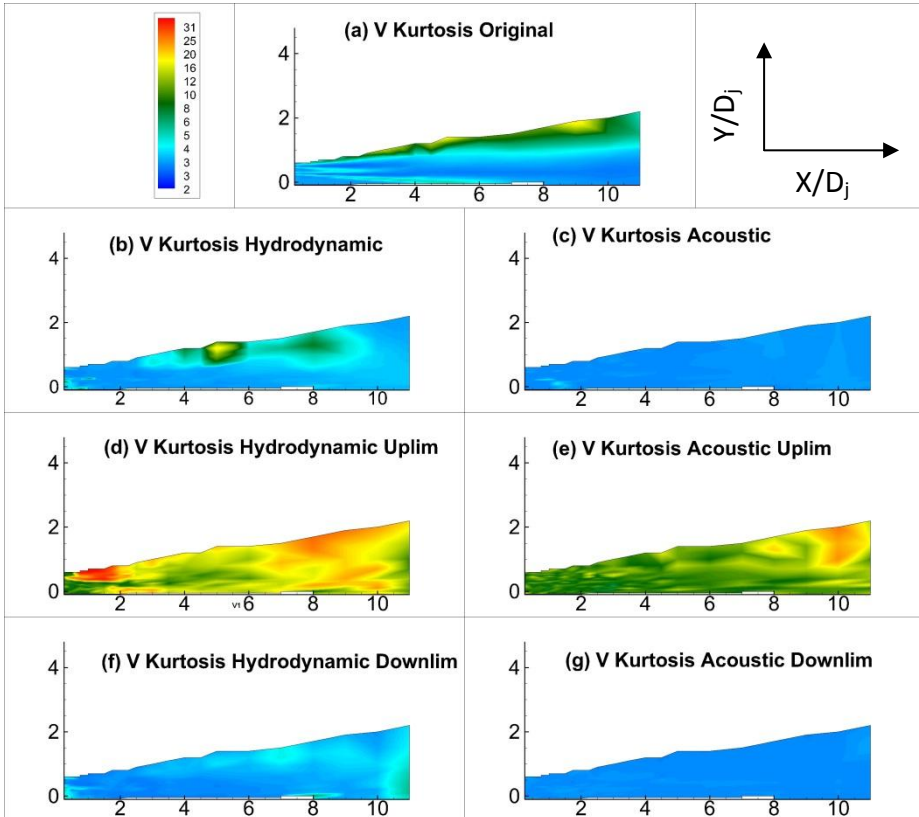 31
25
20
16
12
10
8
6
5
4
3
3
2
(a) V Kurtosis Original
4
2
0
2 4 6 8 10
Y/Dj
X/Dj
(b) V Kurtosis Hydrodynamic
4
2
0
2 4 6 8 10
(c) V Kurtosis Acoustic
4
2
0
2 4 6 8 10
(d) V Kurtosis Hydrodynamic Uplim
4
2
0
2 4 V1 6 8 10
(e) V Kurtosis Acoustic Uplim
4
2
0
2 4 6 8 10
(f) V Kurtosis Hydrodynamic Downlim
4
2
0
2 4 6 8 10
(g) V Kurtosis Acoustic Downlim
4
2
0
2 4 6 8 10